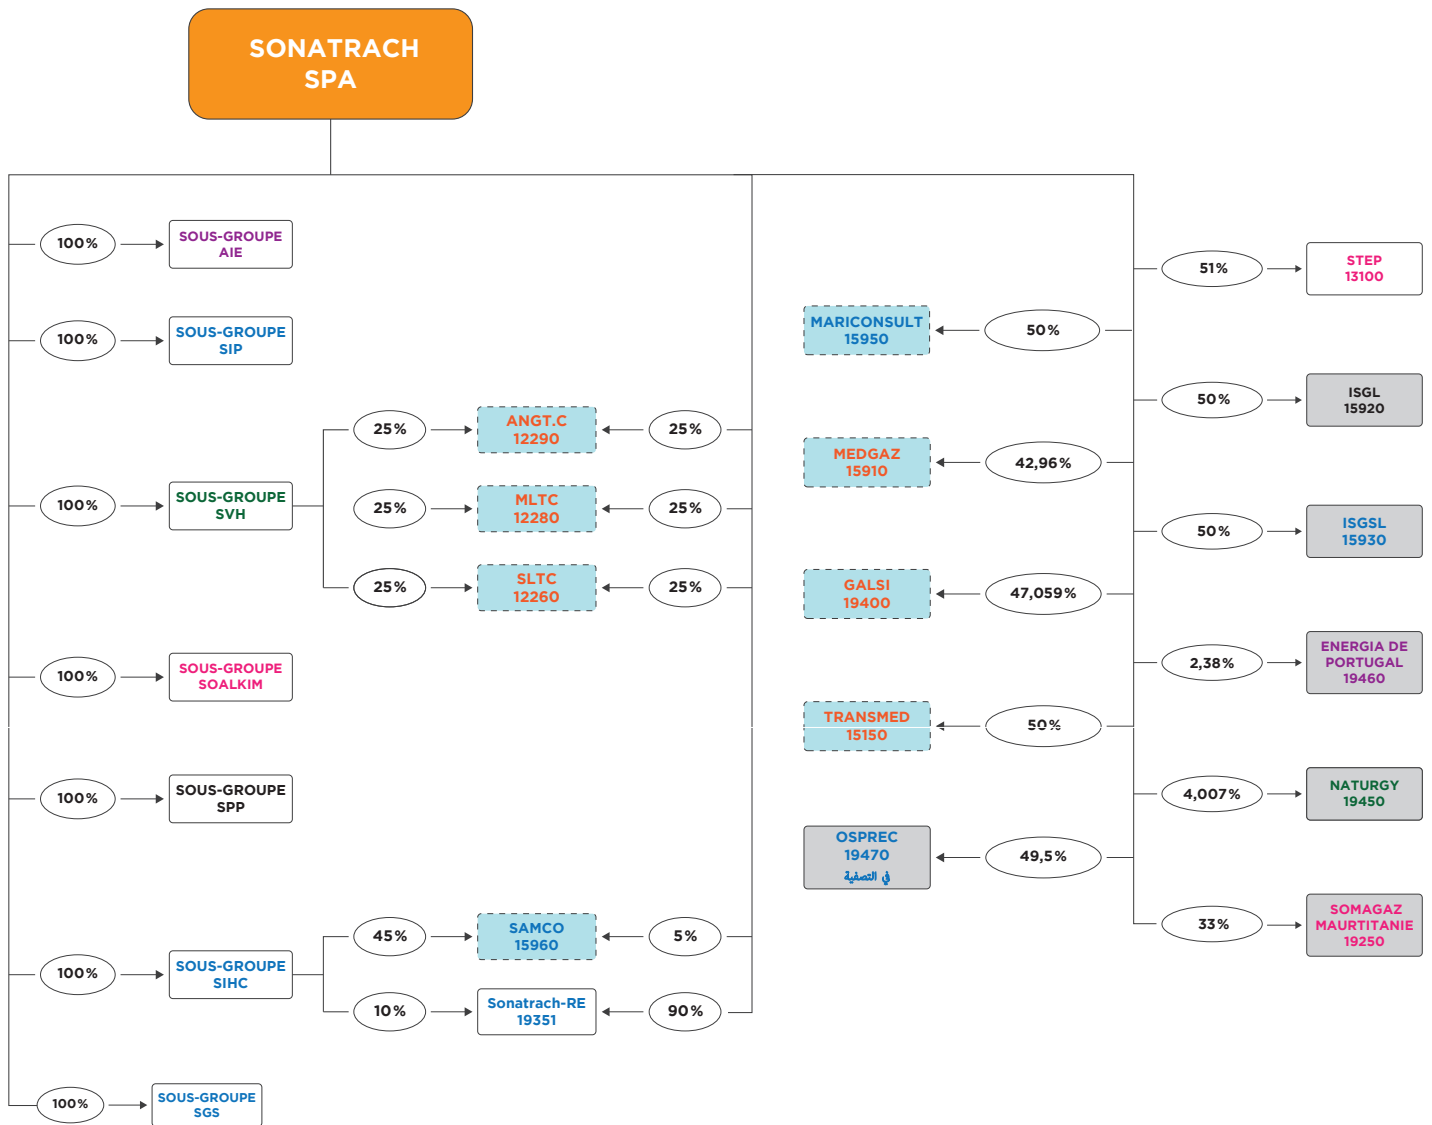 SONATRACH
SPA
100%
SOUS-GROUPE
AIE
100%
SOUS-GROUPE
SIP
100%
SOUS-GROUPE
SVH
25%
ANGT.C
12290
25%
25%
MLTC
12280
25%
25%
SLTC
12260
25%
100%
SOUS-GROUPE
SOALKIM
100%
SOUS-GROUPE
SPP
100%
SOUS-GROUPE
SIHC
45%
SAMCO
15960
5%
10%
Sonatrach-RE
19351
90%
100%
SOUS-GROUPE
SGS
MARICONSULT
15950
50%
MEDGAZ
15910
42,96%
GALSI
19400
47,059%
TRANSMED
15150
50%
OSPREC
19470
في التصفية
49,5%
51%
STEP
13100
50%
ISGL
15920
50%
ISGSL
15930
2,38%
ENERGIA DE
PORTUGAL
19460
4,007%
NATURGY
19450
33%
SOMAGAZ
MAURTITANIE
19250